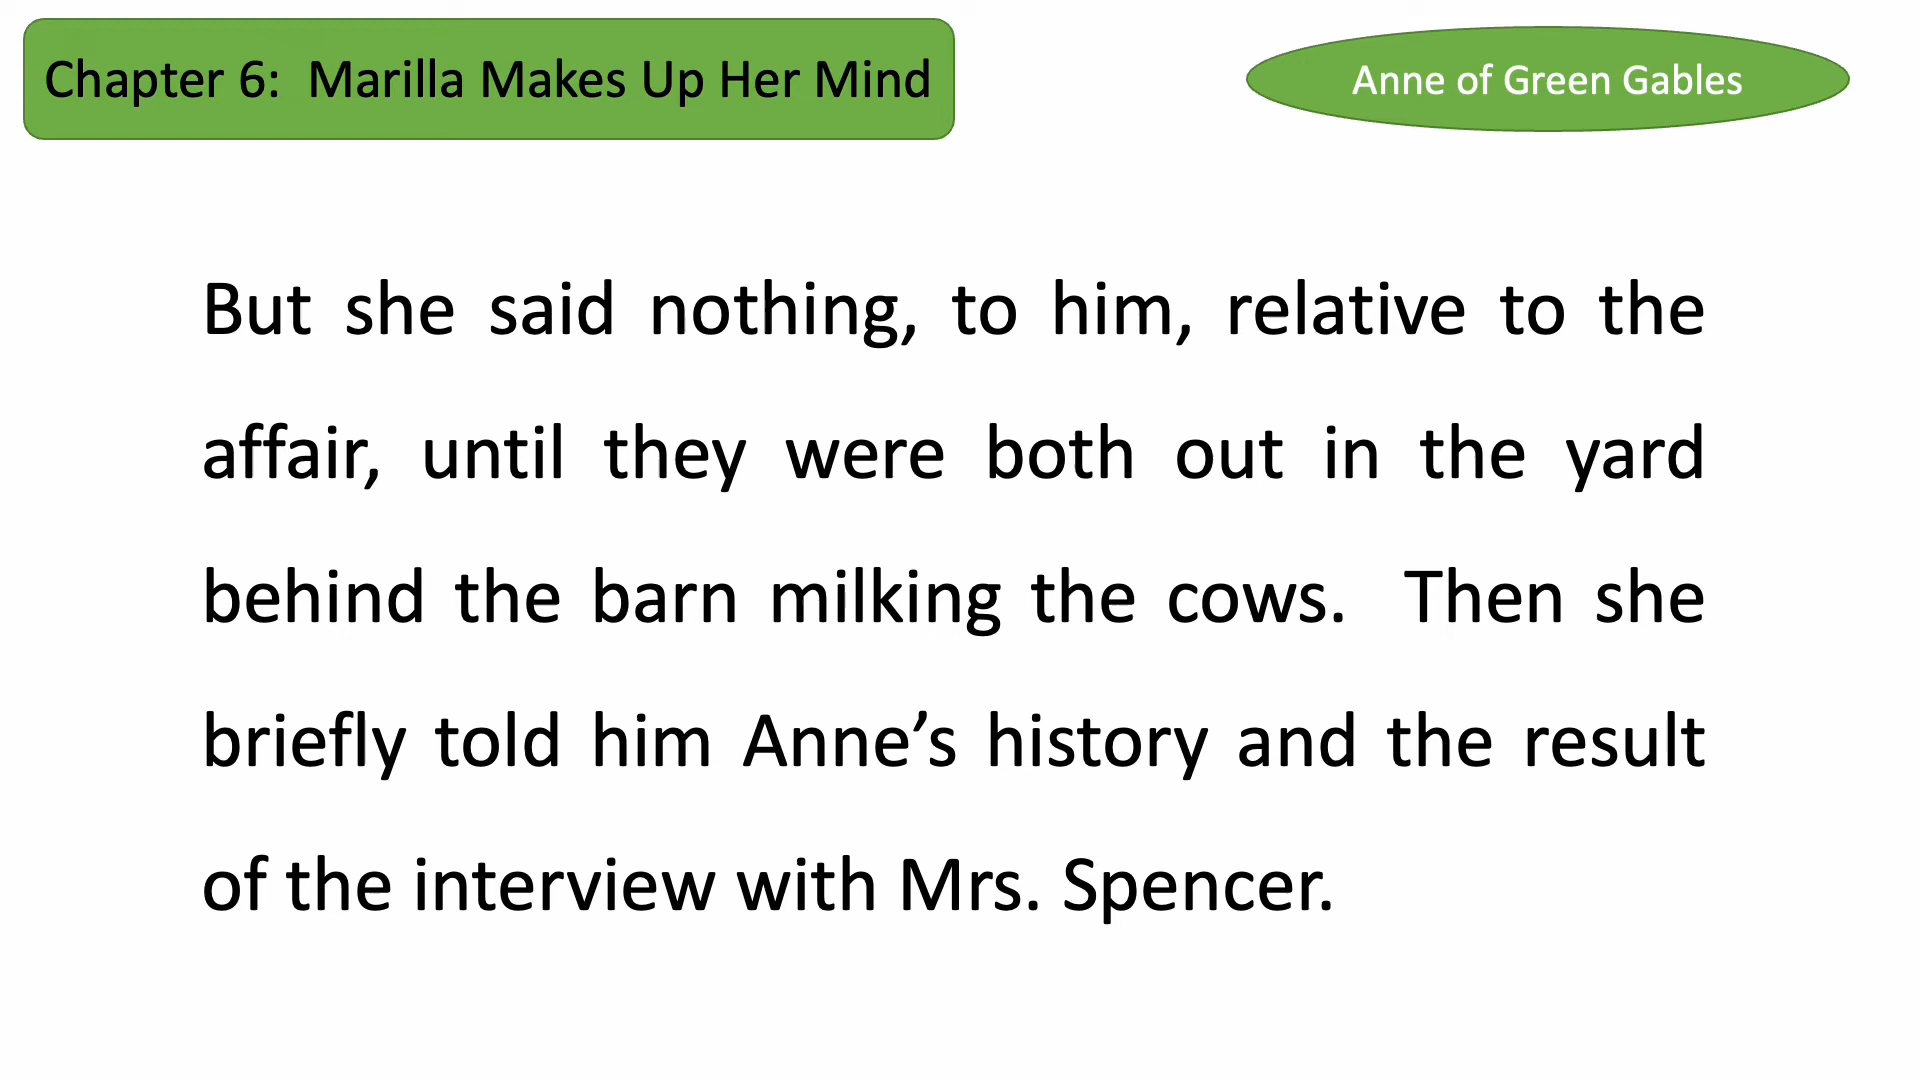 Chapter 6:  Marilla Makes Up Her Mind
Anne of Green Gables
But she said nothing, to him, relative to the
affair, until they were both out in the yard
behind the barn milking the cows.  Then she
briefly told him Anne’s history and the result
of the interview with Mrs. Spencer.